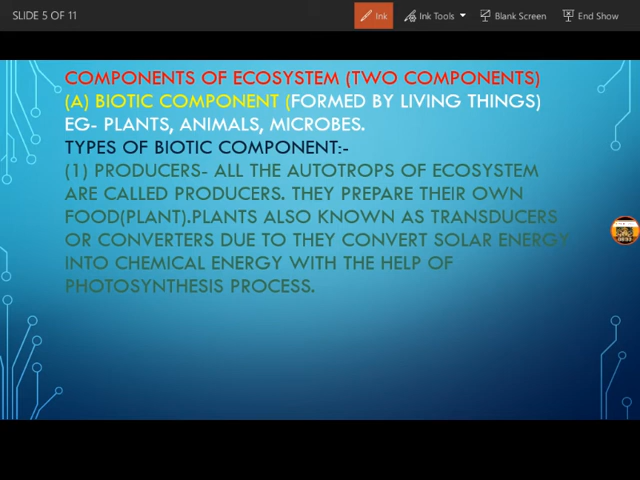 SLIDE 5 OF 11
Ink
Ink Tools
Blank Screen
End Show
COMPONENTS OF ECOSYSTEM (TWO COMPONENTS)
(A) BIOTIC COMPONENT (FORMED BY LIVING THINGS)
EG- PLANTS, ANIMALS, MICROBES.
TYPES OF BIOTIC COMPONENT:-
(1) PRODUCERS- ALL THE AUTOTROPS OF ECOSYSTEM
ARE CALLED PRODUCERS. THEY PREPARE THEIR OWN
FOOD(PLANT).PLANTS ALSO KNOWN AS TRANSDUCERS
OR CONVERTERS DUE TO THEY CONVERT SOLAR ENERGY
INTO CHEMICAL ENERGY WITH THE HELP OF
PHOTOSYNTHESIS PROCESS.